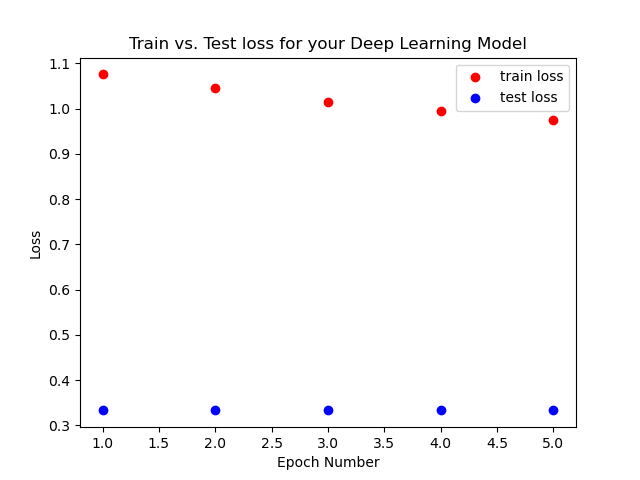 Train vs. Test loss for your Deep Learning Model
train loss
test loss
1.1
1.0
0.9
0.8
0.7
0.6
0.5
0.4
0.3
Loss
1.0 1.5 2.0 2.5 3.0 3.5 4.0 4.5 5.0
Epoch Number